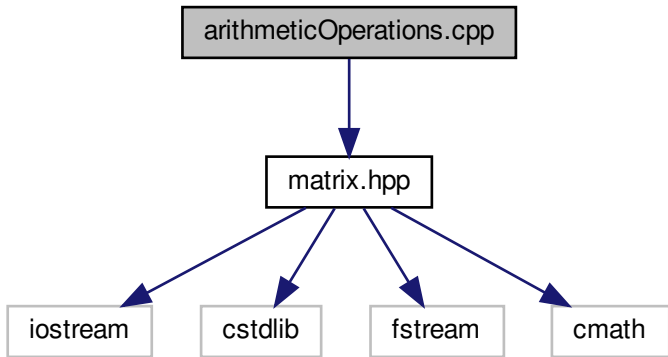 arithmeticOperations.cpp
matrix.hpp
iostream
cstdlib
fstream
cmath